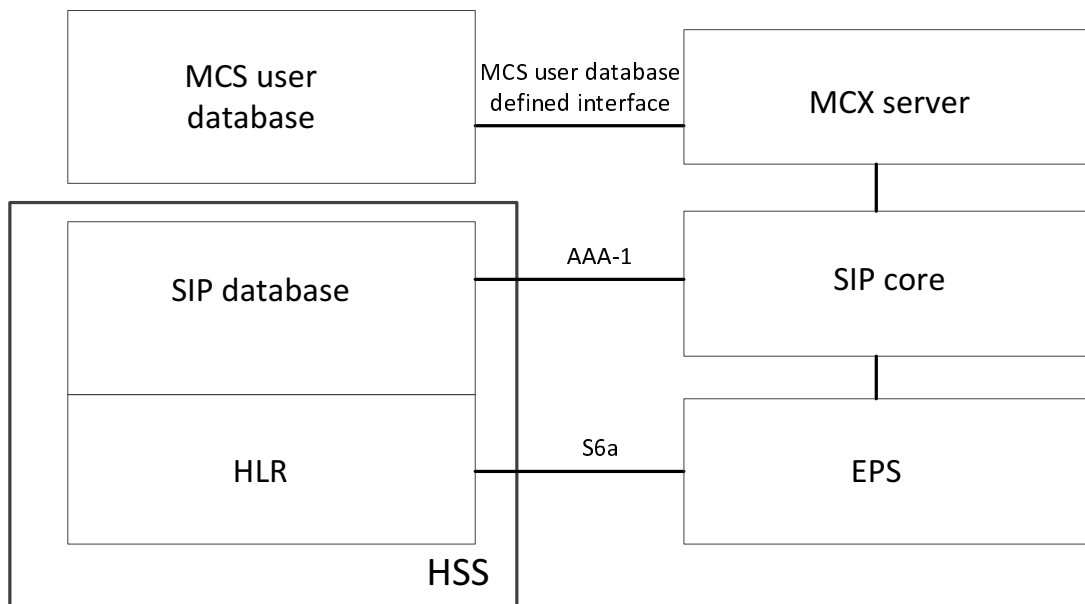 MCS user
database
MCS user database
defined interface
MCX server
SIP database
AAA-1
SIP core
HLR
S6a
EPS
HSS